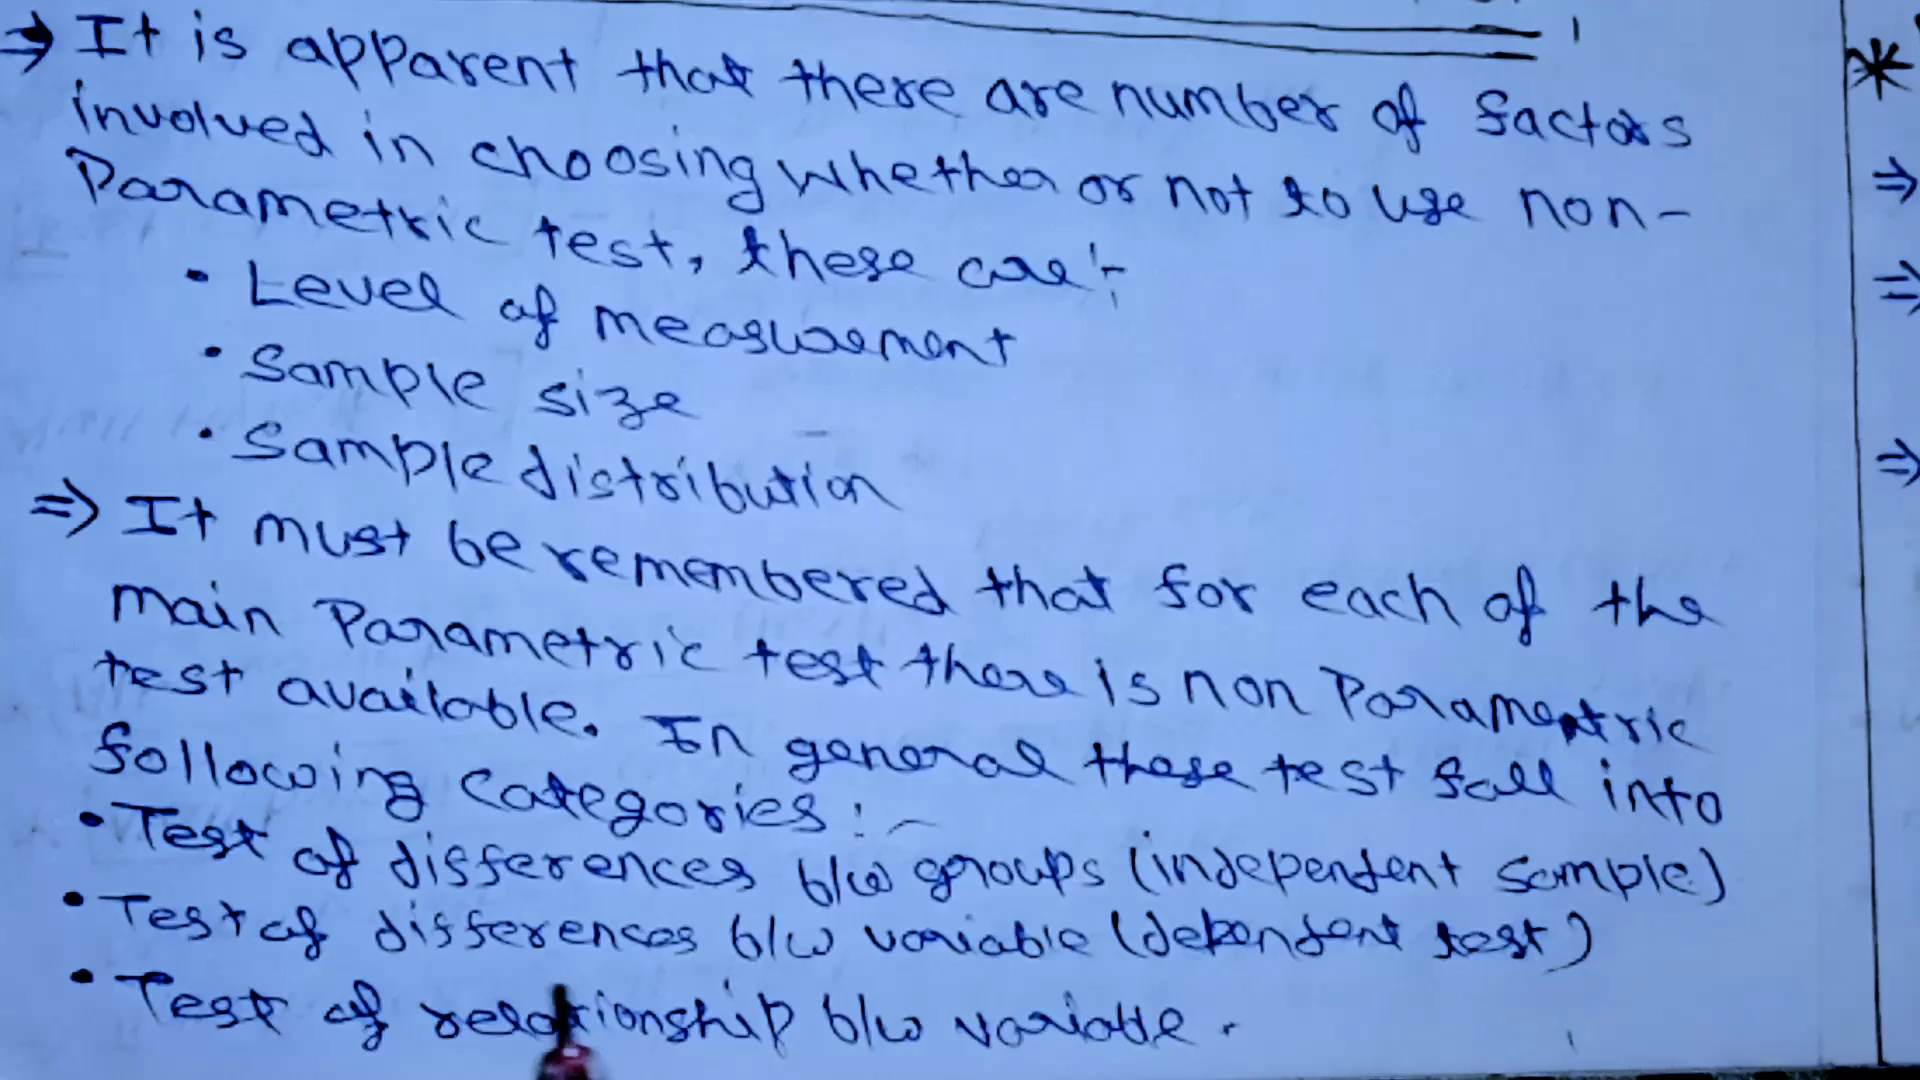 ⇒ It is apparent that there are number of factors
involved in choosing whether or not to use non-
Parametric test, these are :-
• Level of measurement
• Sample size
• Sample distribution
⇒ It must be remembered that for each of the
main Parametric test there is non Parametric
test available. In general these test fall into
following categories :-
• Test of differences b/w groups (independent sample)
• Test of differences b/w variable (dependent test)
• Test of relationship b/w variable.